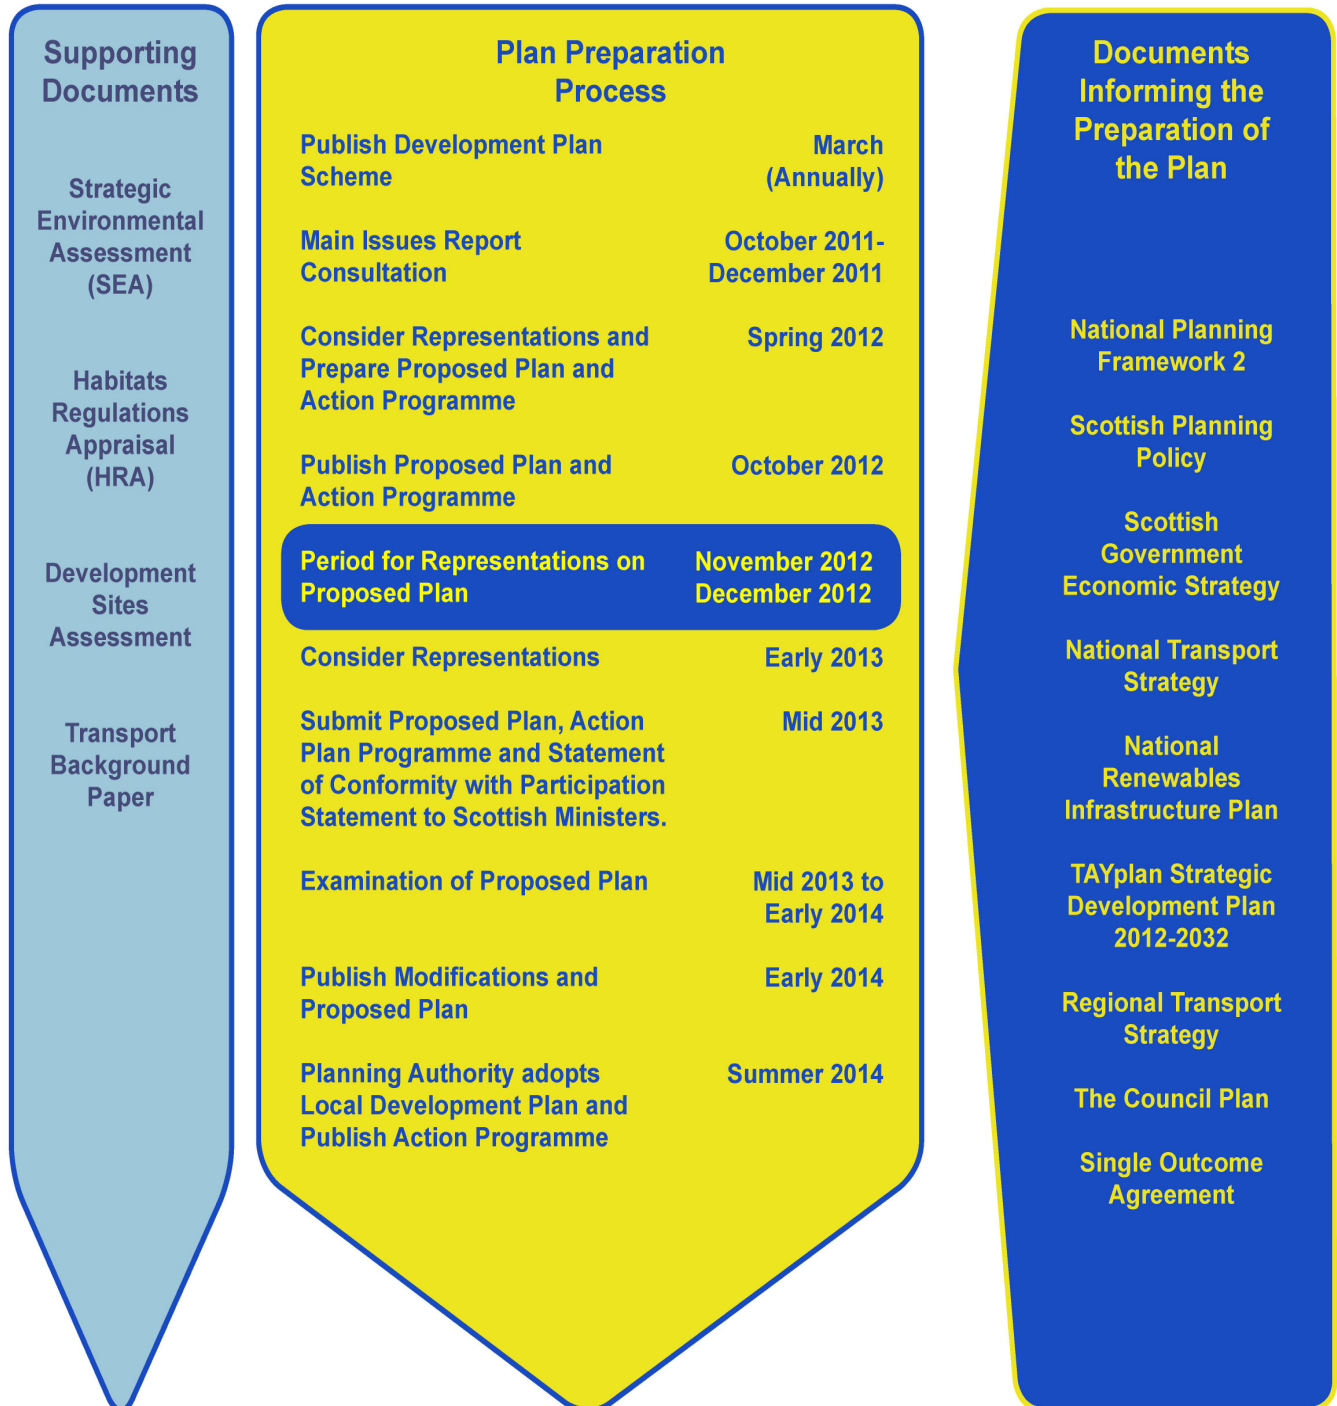 Supporting
Documents
Strategic
Environmental
Assessment
(SEA)
Habitats
Regulations
Appraisal
(HRA)
Development
Sites
Assessment
Transport
Background
Paper
Plan Preparation
Process
Publish Development Plan March
Scheme (Annually)
Main Issues Report October 2011-
Consultation December 2011
Consider Representations and Spring 2012
Prepare Proposed Plan and
Action Programme
Publish Proposed Plan and October 2012
Action Programme
Period for Representations on November 2012
Proposed Plan December 2012
Consider Representations Early 2013
Submit Proposed Plan, Action Mid 2013
Plan Programme and Statement
of Conformity with Participation
Statement to Scottish Ministers.
Examination of Proposed Plan Mid 2013 to
Early 2014
Publish Modifications and Early 2014
Proposed Plan
Planning Authority adopts Summer 2014
Local Development Plan and
Publish Action Programme
Documents
Informing the
Preparation of
the Plan
National Planning
Framework 2
Scottish Planning
Policy
Scottish
Government
Economic Strategy
National Transport
Strategy
National
Renewables
Infrastructure Plan
TAYplan Strategic
Development Plan
2012-2032
Regional Transport
Strategy
The Council Plan
Single Outcome
Agreement